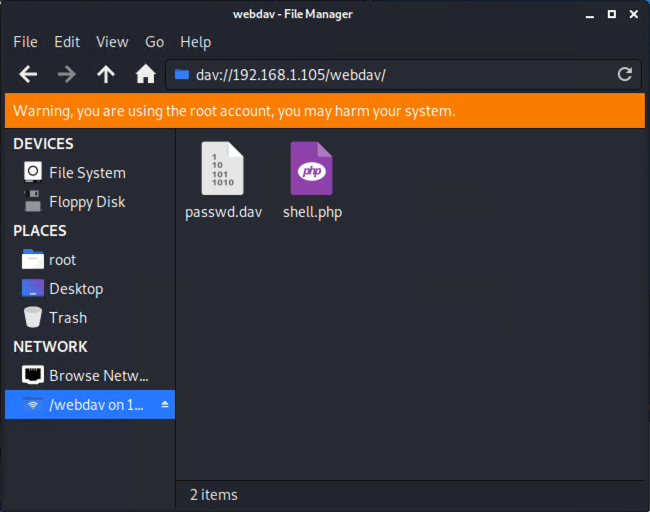 webdav - File Manager
File Edit View Go Help
dav://192.168.1.105/webdav/
Warning, you are using the root account, you may harm your system.
DEVICES
File System
Floppy Disk
PLACES
root
Desktop
Trash
NETWORK
Browse Netw...
/webdav on 1...
1
10
101
1010
passwd.dav
php
shell.php
2 items